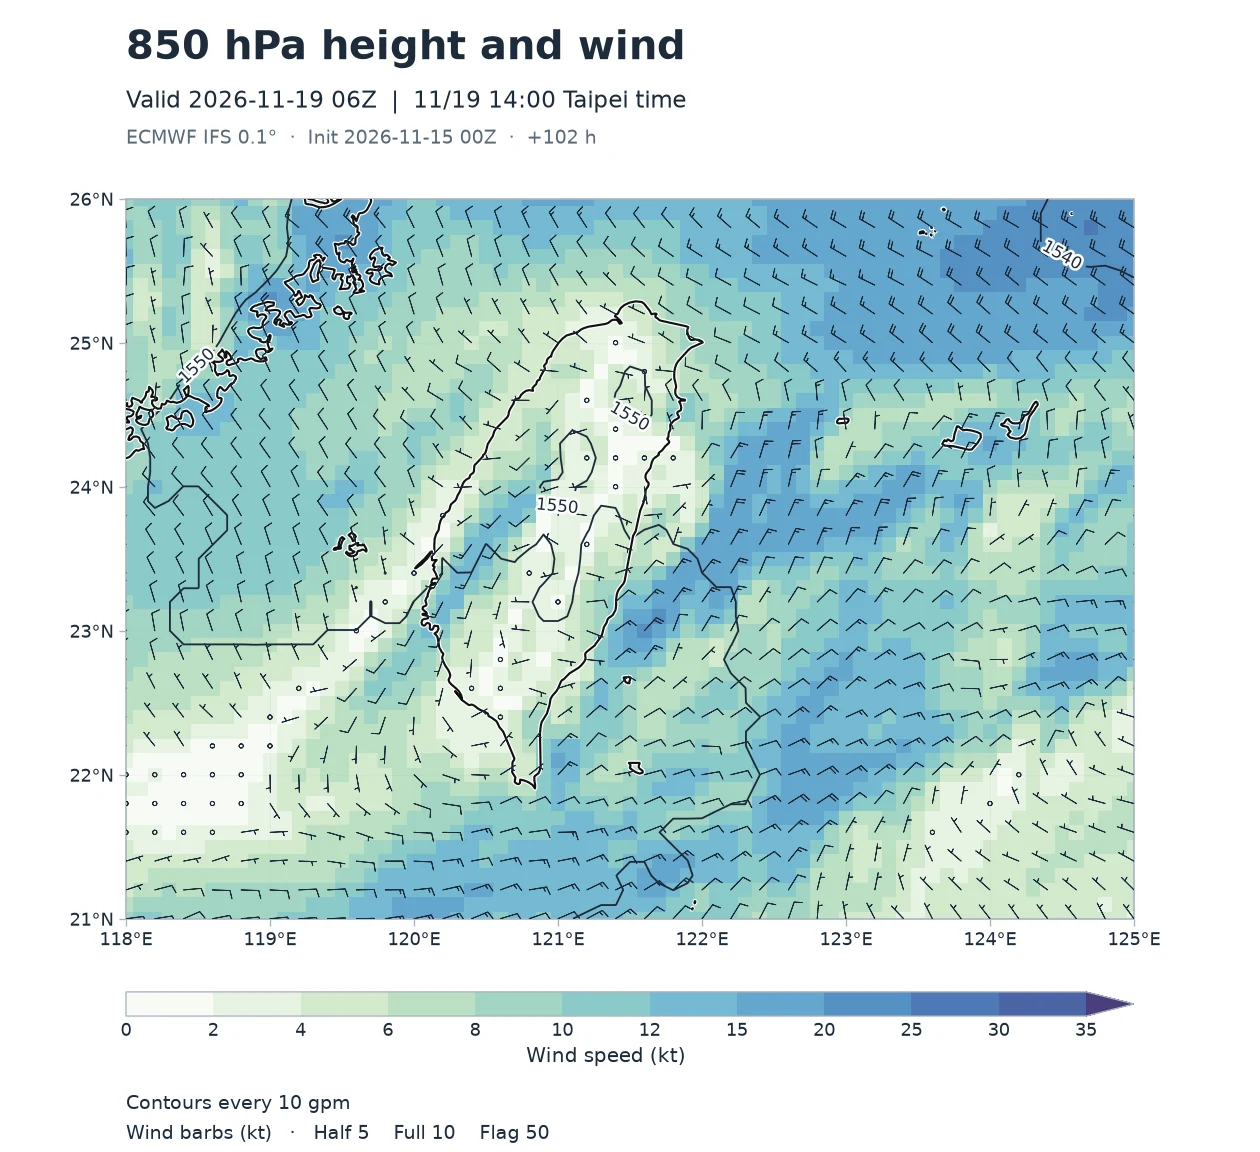 850 hPa height and wind
Valid 2026-11-19 06Z | 11/19 14:00 Taipei time
ECMWF IFS 0.1° · Init 2026-11-15 00Z · +102 h
26°N
25°N
24°N
23°N
22°N
21°N
1540
1550
1550
1550
118°E 119°E 120°E 121°E 122°E 123°E 124°E 125°E
0 2 4 6 8 10 12 15 20 25 30 35
Wind speed (kt)
Contours every 10 gpm
Wind barbs (kt) · Half 5 Full 10 Flag 50